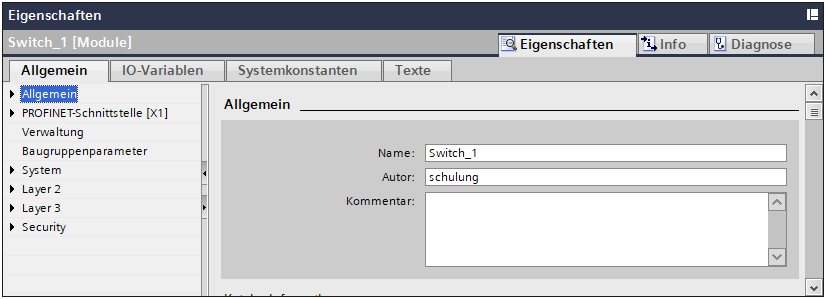 Eigenschaften
Switch_1 [Module]
Eigenschaften
Info
Diagnose
Allgemein
IO-Variablen
Systemkonstanten
Texte
Allgemein
PROFINET-Schnittstelle [X1]
Verwaltung
Baugruppenparameter
System
Layer 2
Layer 3
Security
Allgemein
Name: Switch_1
Autor: schulung
Kommentar: